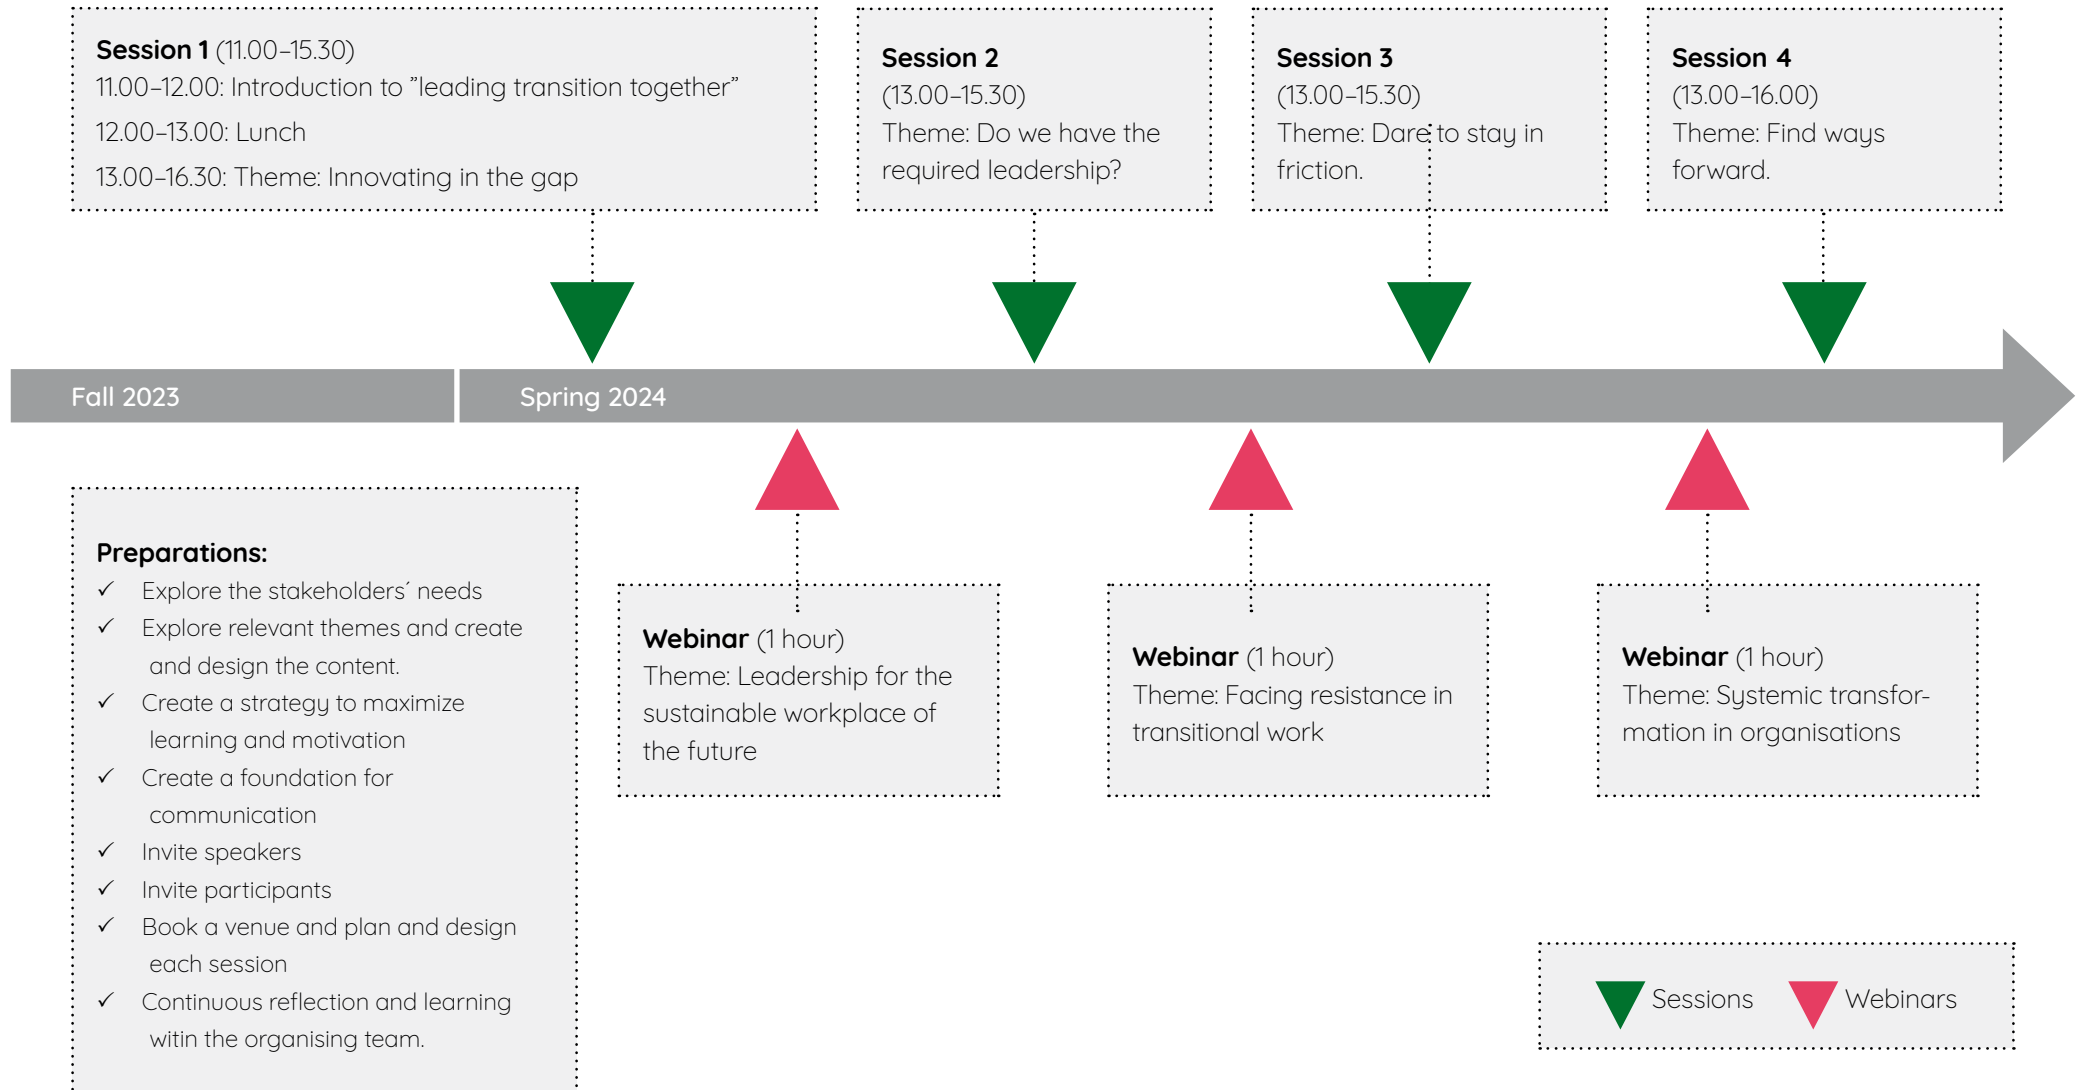 Session 1 (11.00–15.30)
11.00–12.00: Introduction to ”leading transition together”
12.00–13.00: Lunch
13.00–16.30: Theme: Innovating in the gap
Session 2
(13.00–15.30)
Theme: Do we have the
required leadership?
Session 3
(13.00–15.30)
Theme: Dare to stay in
friction.
Session 4
(13.00–16.00)
Theme: Find ways
forward.
Fall 2023
Spring 2024
Preparations:
✓ Explore the stakeholders´ needs
✓ Explore relevant themes and create
and design the content.
✓ Create a strategy to maximize
learning and motivation
✓ Create a foundation for
communication
✓ Invite speakers
✓ Invite participants
✓ Book a venue and plan and design
each session
✓ Continuous reflection and learning
witin the organising team.
Webinar (1 hour)
Theme: Leadership for the
sustainable workplace of
the future
Webinar (1 hour)
Theme: Facing resistance in
transitional work
Webinar (1 hour)
Theme: Systemic transfor-
mation in organisations
Sessions
Webinars